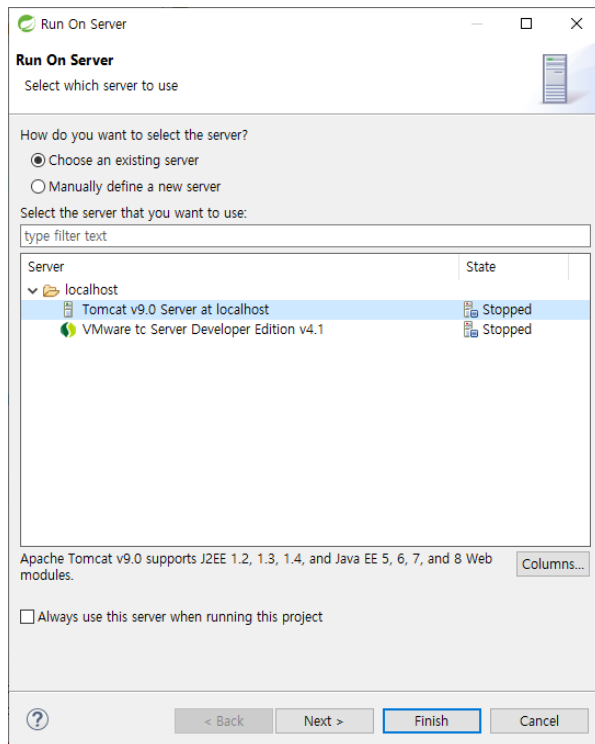 Run On Server
Run On Server
Select which server to use
How do you want to select the server?
Choose an existing server
Manually define a new server
Select the server that you want to use:
type filter text
Server State
localhost
Tomcat v9.0 Server at localhost Stopped
VMware tc Server Developer Edition v4.1 Stopped
Apache Tomcat v9.0 supports J2EE 1.2, 1.3, 1.4, and Java EE 5, 6, 7, and 8 Web
modules.
Columns...
Always use this server when running this project
? < Back Next > Finish Cancel